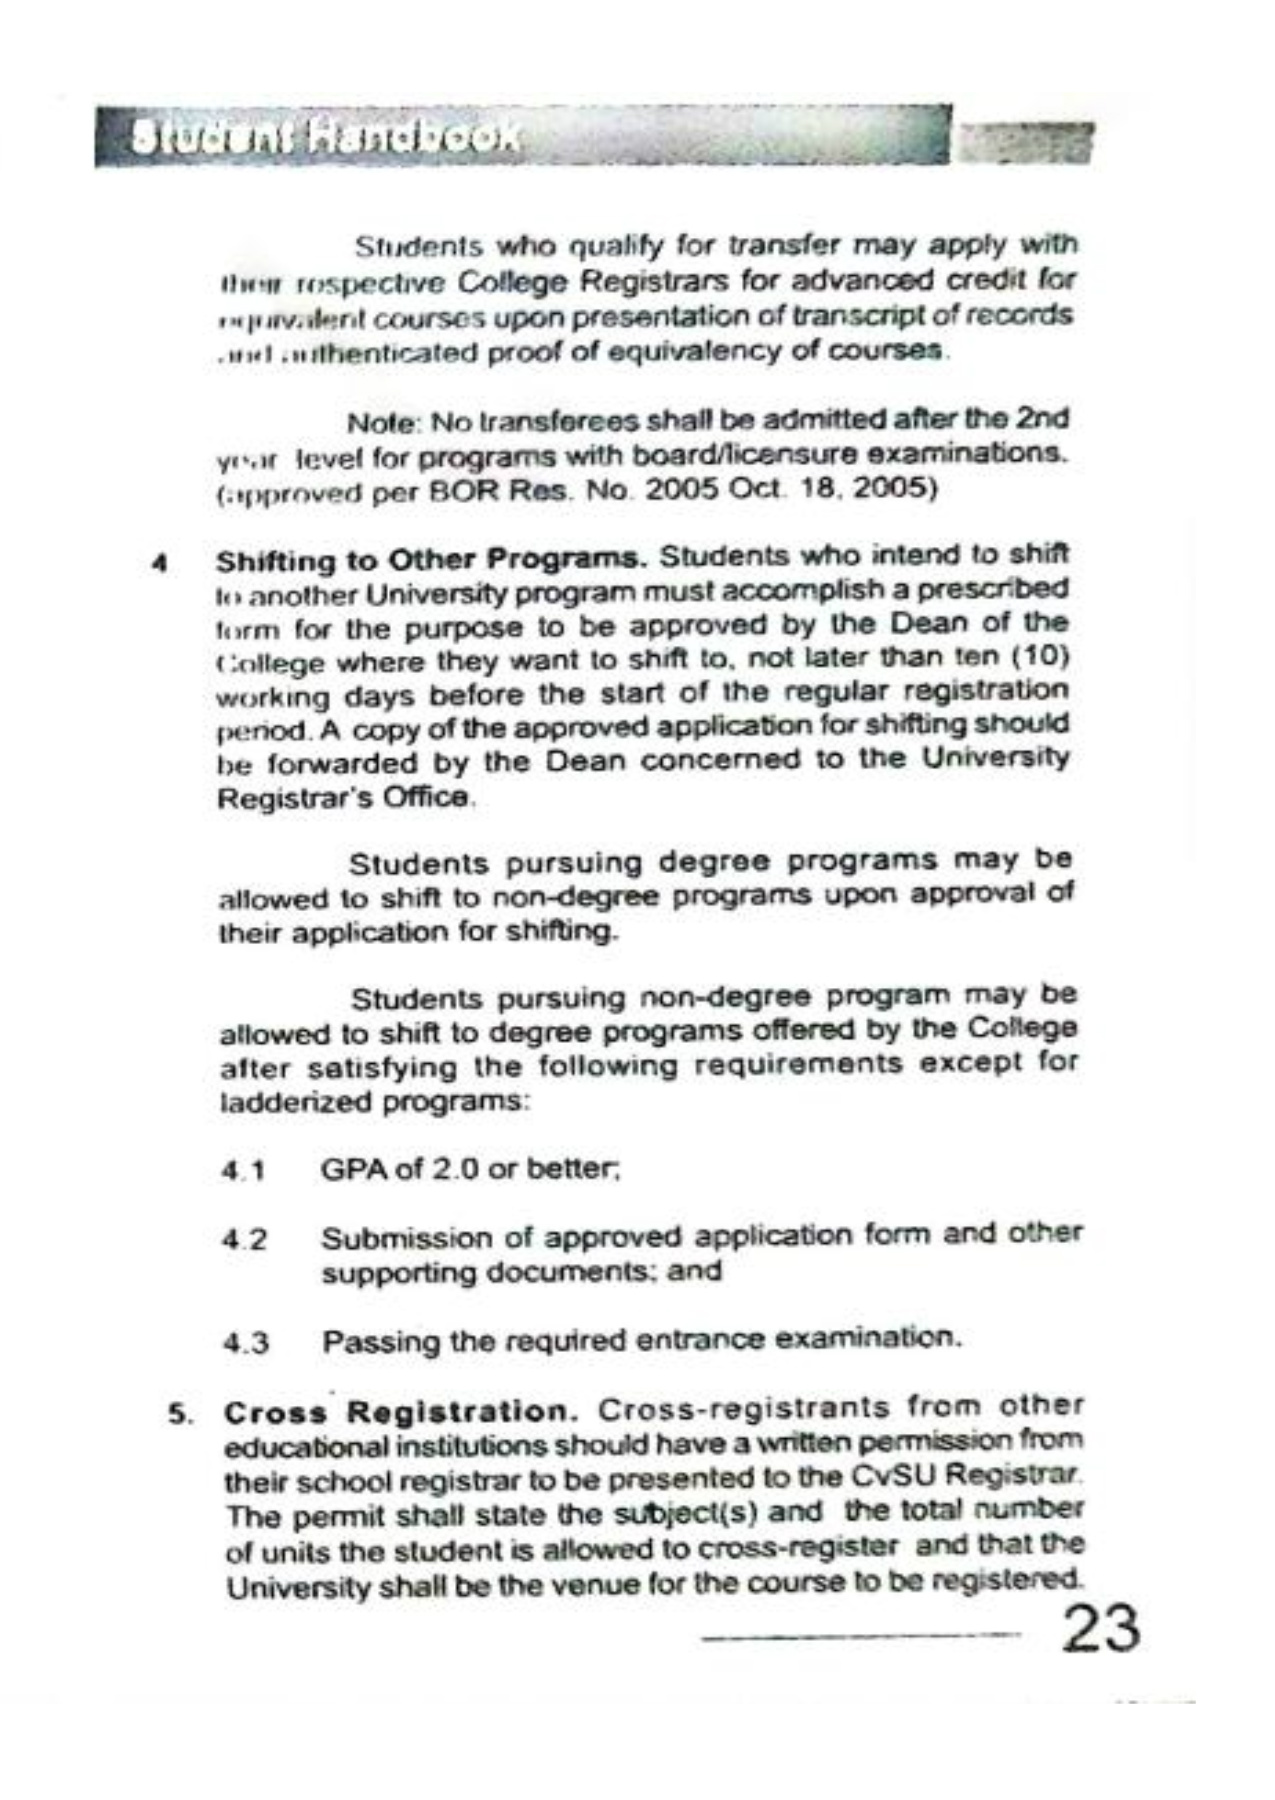 Student Handbook
Students who qualify for transfer may apply with
their respective College Registrars for advanced credit for
equivalent courses upon presentation of transcript of records
and authenticated proof of equivalency of courses.
Note: No transferees shall be admitted after the 2nd
year level for programs with board/licensure examinations.
(approved per BOR Res. No. 2005 Oct. 18, 2005)
4 Shifting to Other Programs. Students who intend to shift
to another University program must accomplish a prescribed
form for the purpose to be approved by the Dean of the
College where they want to shift to, not later than ten (10)
working days before the start of the regular registration
period. A copy of the approved application for shifting should
be forwarded by the Dean concerned to the University
Registrar's Office.
Students pursuing degree programs may be
allowed to shift to non-degree programs upon approval of
their application for shifting.
Students pursuing non-degree program may be
allowed to shift to degree programs offered by the College
after satisfying the following requirements except for
ladderized programs:
4.1 GPA of 2.0 or better;
4.2 Submission of approved application form and other
supporting documents; and
4.3 Passing the required entrance examination.
5. Cross Registration. Cross-registrants from other
educational institutions should have a written permission from
their school registrar to be presented to the CvSU Registrar.
The permit shall state the subject(s) and the total number
of units the student is allowed to cross-register and that the
University shall be the venue for the course to be registered.
23